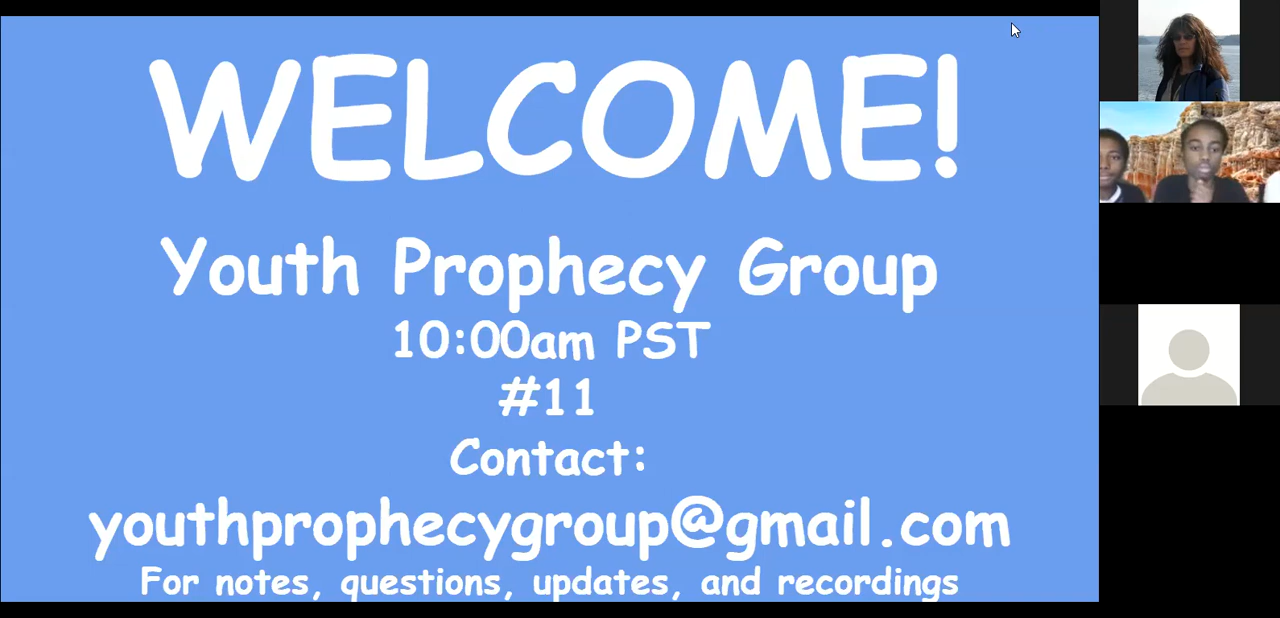 WELCOME!
Youth Prophecy Group
10:00am PST
#11
Contact:
youthprophecygroup@gmail.com
For notes, questions, updates, and recordings